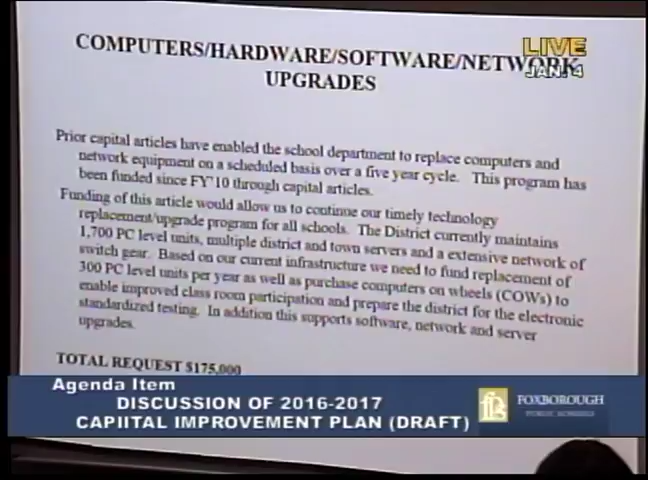 COMPUTERS/HARDWARE/SOFTWARE/NETWORK
UPGRADES
LIVE
JAN. 4
Prior capital articles have enabled the school department to replace computers and
network equipment on a scheduled basis over a five year cycle. This program has
been funded since FY'10 through capital articles.
Funding of this article would allow us to continue our timely technology
replacement/upgrade program for all schools. The District currently maintains
1,700 PC level units, multiple district and town servers and a extensive network of
switch gear. Based on our current infrastructure we need to fund replacement of
300 PC level units per year as well as purchase computers on wheels (COWs) to
enable improved class room participation and prepare the district for the electronic
standardized testing. In addition this supports software, network and server
upgrades.
TOTAL REQUEST $175,000
Agenda Item
DISCUSSION OF 2016-2017
CAPIITAL IMPROVEMENT PLAN (DRAFT)
FOXBOROUGH
PUBLIC SCHOOLS